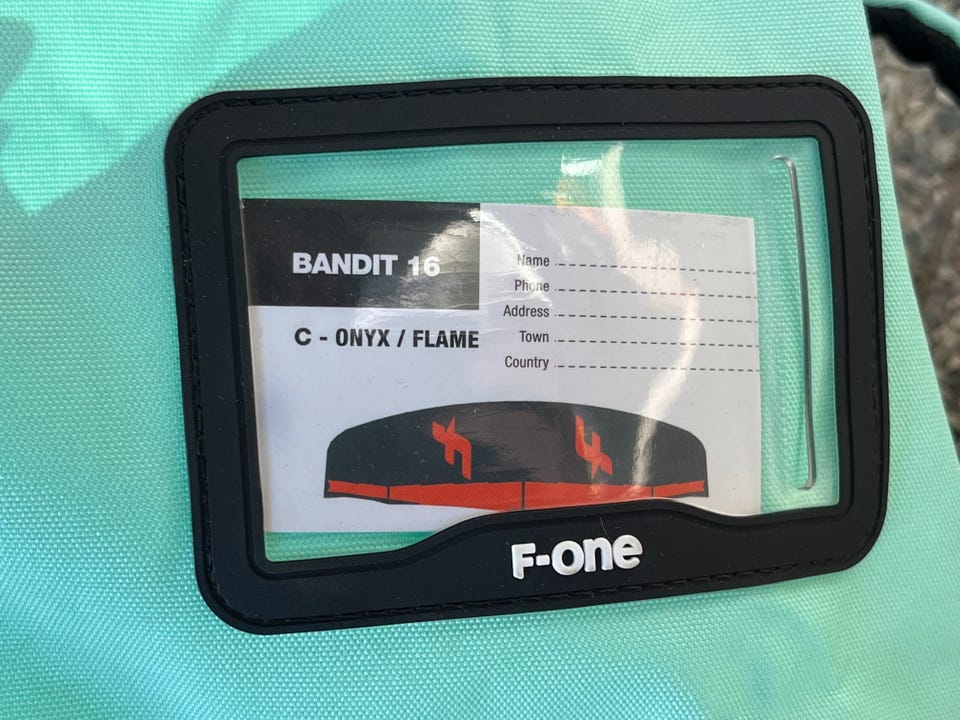 BANDIT 16
C - ONYX / FLAME
Name
Phone
Address
Town
Country
F-one